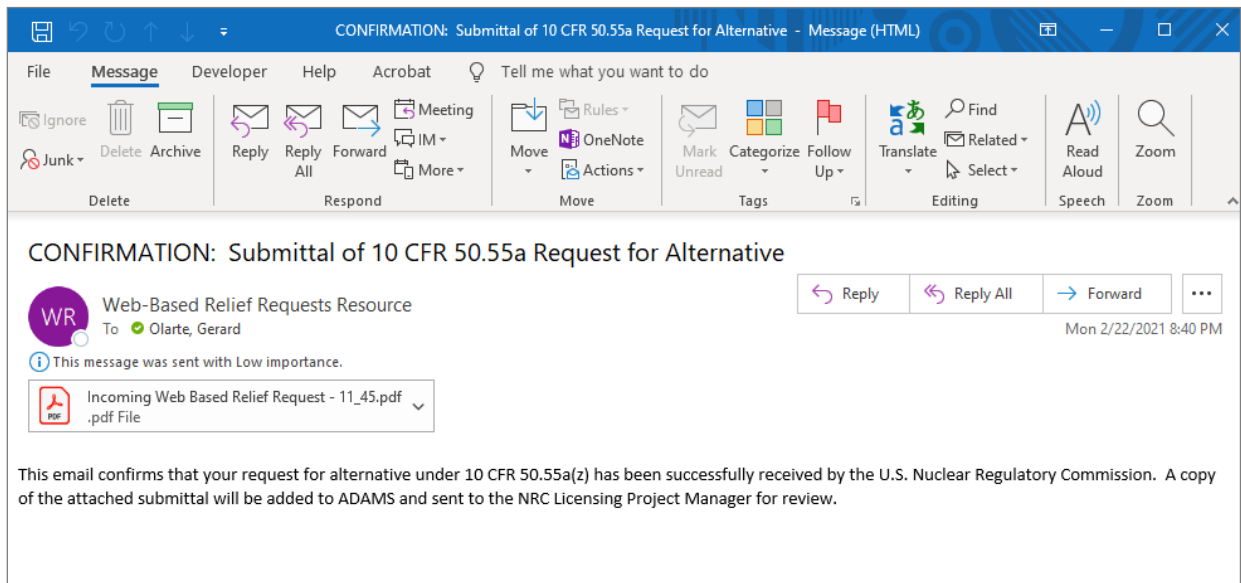 CONFIRMATION: Submittal of 10 CFR 50.55a Request for Alternative - Message (HTML)
File Message Developer Help Acrobat Tell me what you want to do
Ignore
Junk
Delete
Archive
Delete
Reply
Reply All
Forward
Meeting
IM
More
Respond
Move
Rules
OneNote
Actions
Move
Mark Unread
Categorize
Follow Up
Tags
Translate
Find
Related
Select
Editing
Read Aloud
Speech
Zoom
Zoom
CONFIRMATION: Submittal of 10 CFR 50.55a Request for Alternative
WR
Web-Based Relief Requests Resource
To Olarte, Gerard
Reply Reply All Forward
Mon 2/22/2021 8:40 PM
This message was sent with Low importance.
PDF
Incoming Web Based Relief Request - 11_45.pdf
.pdf File
This email confirms that your request for alternative under 10 CFR 50.55a(z) has been successfully received by the U.S. Nuclear Regulatory Commission. A copy
of the attached submittal will be added to ADAMS and sent to the NRC Licensing Project Manager for review.